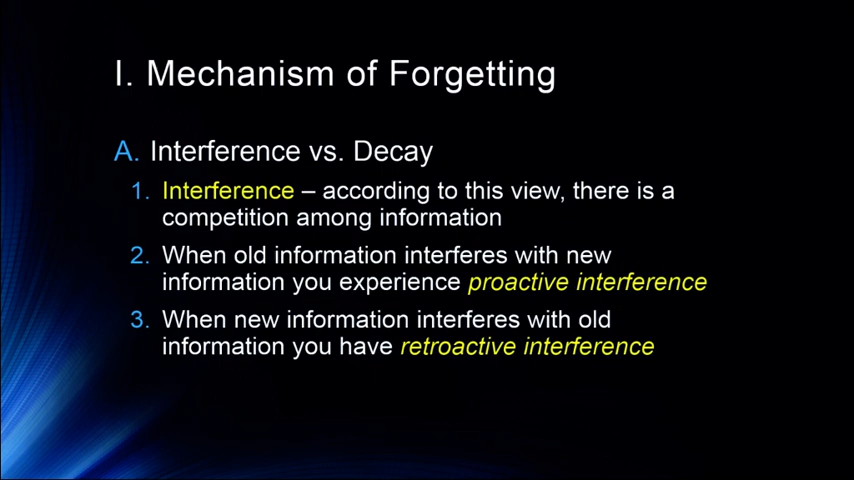 I. Mechanism of Forgetting
A. Interference vs. Decay
1. Interference – according to this view, there is a
competition among information
2. When old information interferes with new
information you experience proactive interference
3. When new information interferes with old
information you have retroactive interference